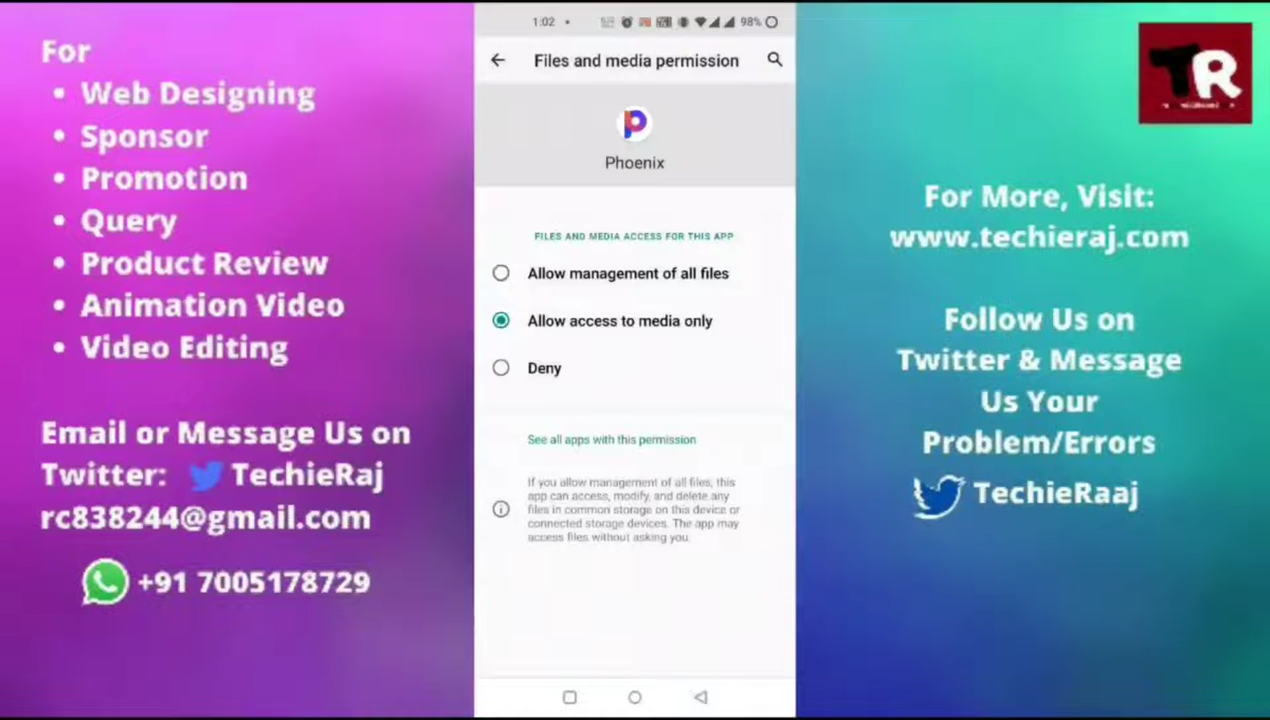 For
• Web Designing
• Sponsor
• Promotion
• Query
• Product Review
• Animation Video
• Video Editing
Email or Message Us on
Twitter: TechieRaj
rc838244@gmail.com
+91 7005178729
1:02
98%
Files and media permission
Phoenix
FILES AND MEDIA ACCESS FOR THIS APP
Allow management of all files
Allow access to media only
Deny
See all apps with this permission
If you allow management of all files, this
app can access, modify, and delete any
files in common storage on this device or
connected storage devices. The app may
access files without asking you.
TR
For More, Visit:
www.techieraj.com
Follow Us on
Twitter & Message
Us Your
Problem/Errors
TechieRaaj